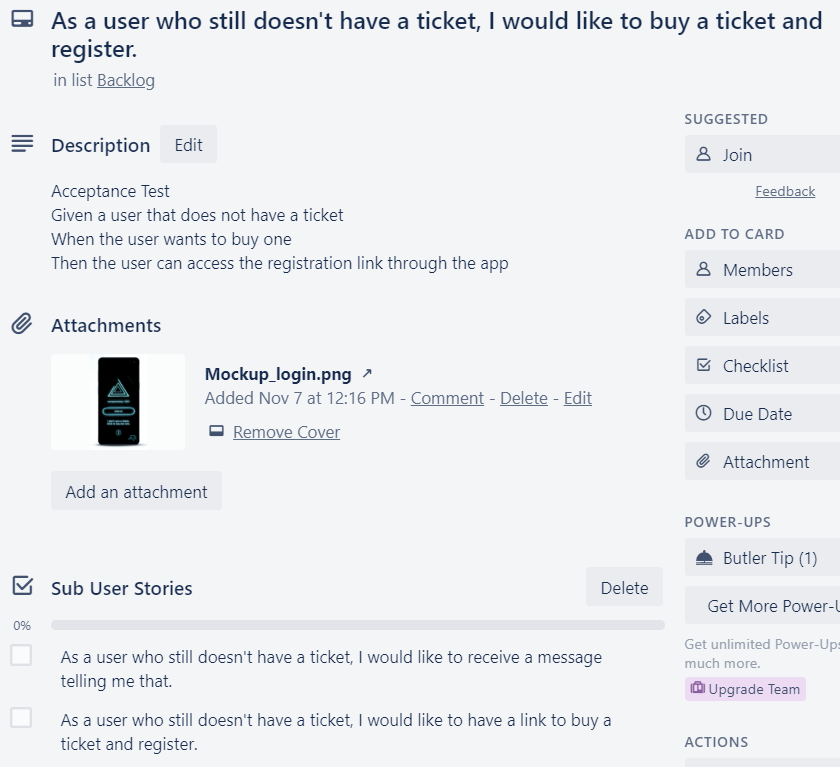 As a user who still doesn't have a ticket, I would like to buy a ticket and
register.
in list Backlog
Description Edit
Acceptance Test
Given a user that does not have a ticket
When the user wants to buy one
Then the user can access the registration link through the app
Attachments
Mockup_login.png ↗
Added Nov 7 at 12:16 PM - Comment - Delete - Edit
Remove Cover
Add an attachment
Sub User Stories Delete
0%
As a user who still doesn't have a ticket, I would like to receive a message
telling me that.
As a user who still doesn't have a ticket, I would like to have a link to buy a
ticket and register.
SUGGESTED
Join
Feedback
ADD TO CARD
Members
Labels
Checklist
Due Date
Attachment
POWER-UPS
Butler Tip (1)
Get More Power-U
Get unlimited Power-Ups
much more.
Upgrade Team
ACTIONS